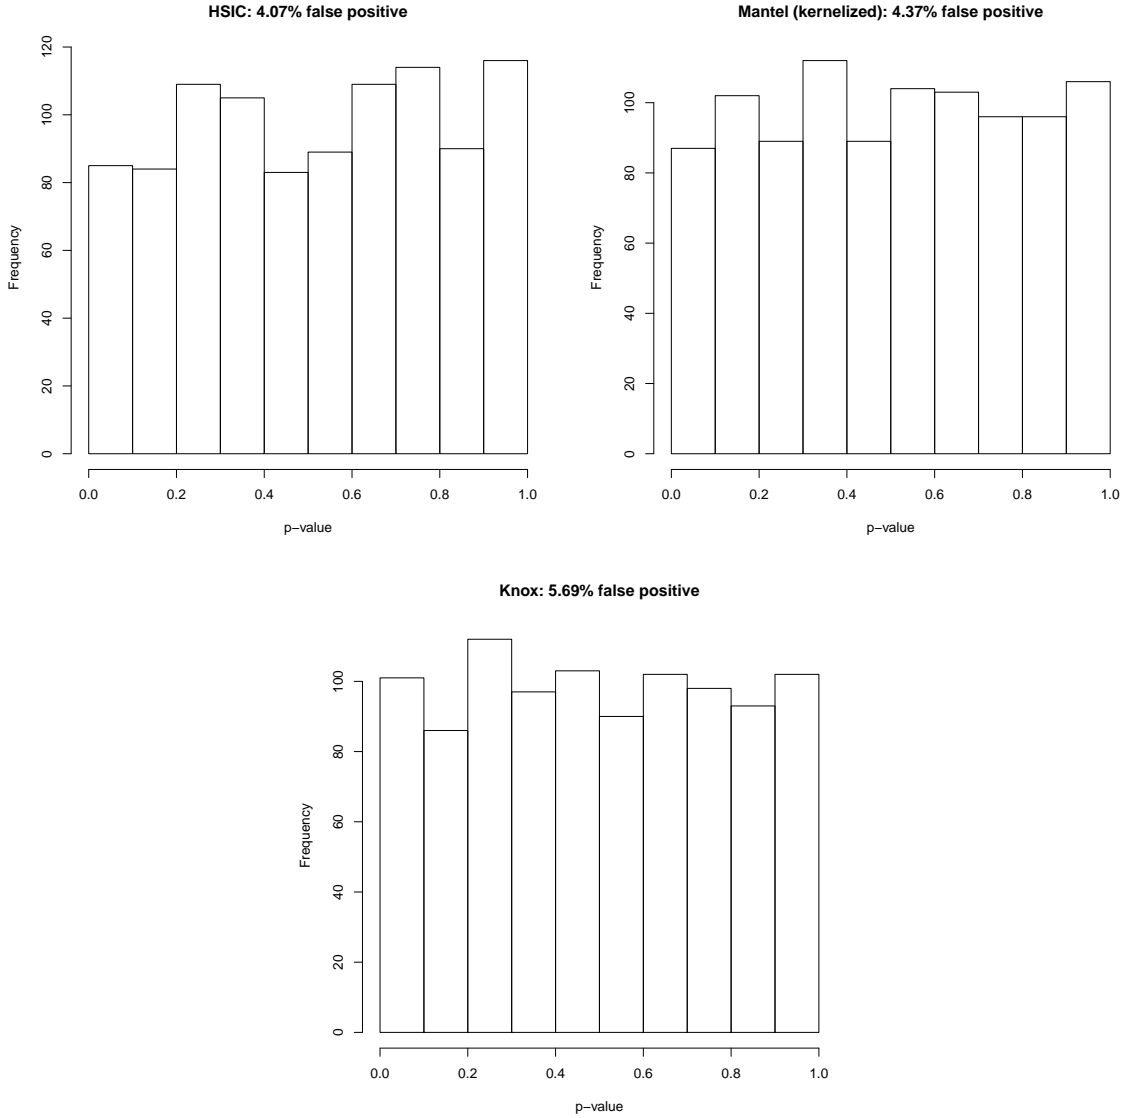 HSIC: 4.07% false positive
Frequency
0
20
40
60
80
100
120
0.0 0.2 0.4 0.6 0.8 1.0
p−value
Mantel (kernelized): 4.37% false positive
Frequency
0
20
40
60
80
100
0.0 0.2 0.4 0.6 0.8 1.0
p−value
Knox: 5.69% false positive
Frequency
0
20
40
60
80
100
0.0 0.2 0.4 0.6 0.8 1.0
p−value